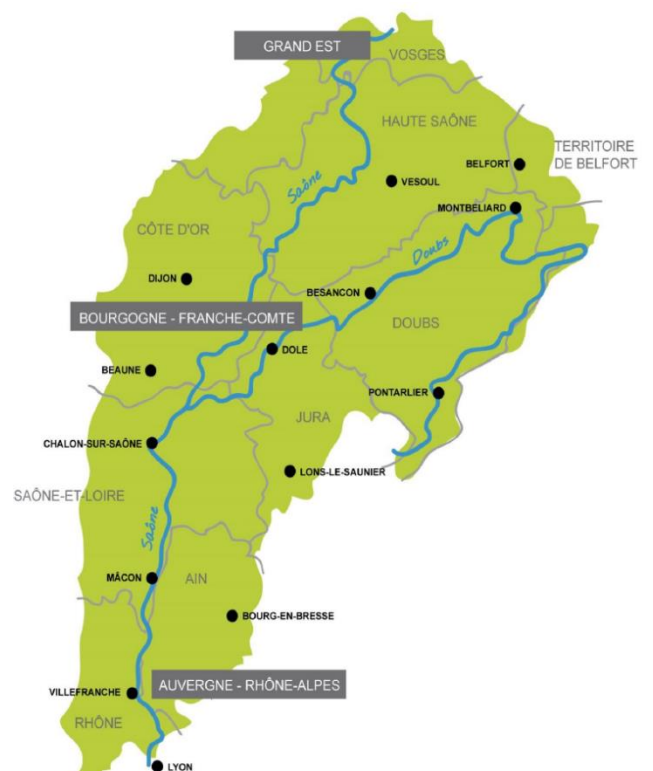 GRAND EST
VOSGES
HAUTE SAÔNE
TERRITOIRE
DE BELFORT
BELFORT
VESOUL
Saône
MONTBELIARD
CÔTE D'OR
Doubs
DIJON
BESANCON
BOURGOGNE - FRANCHE-COMTE
DOUBS
DOLE
BEAUNE
PONTARLIER
JURA
CHALON-SUR-SAÔNE
LONS-LE-SAUNIER
SAÔNE-ET-LOIRE
Saône
MÂCON
AIN
BOURG-EN-BRESSE
VILLEFRANCHE
AUVERGNE - RHÔNE-ALPES
RHÔNE
LYON